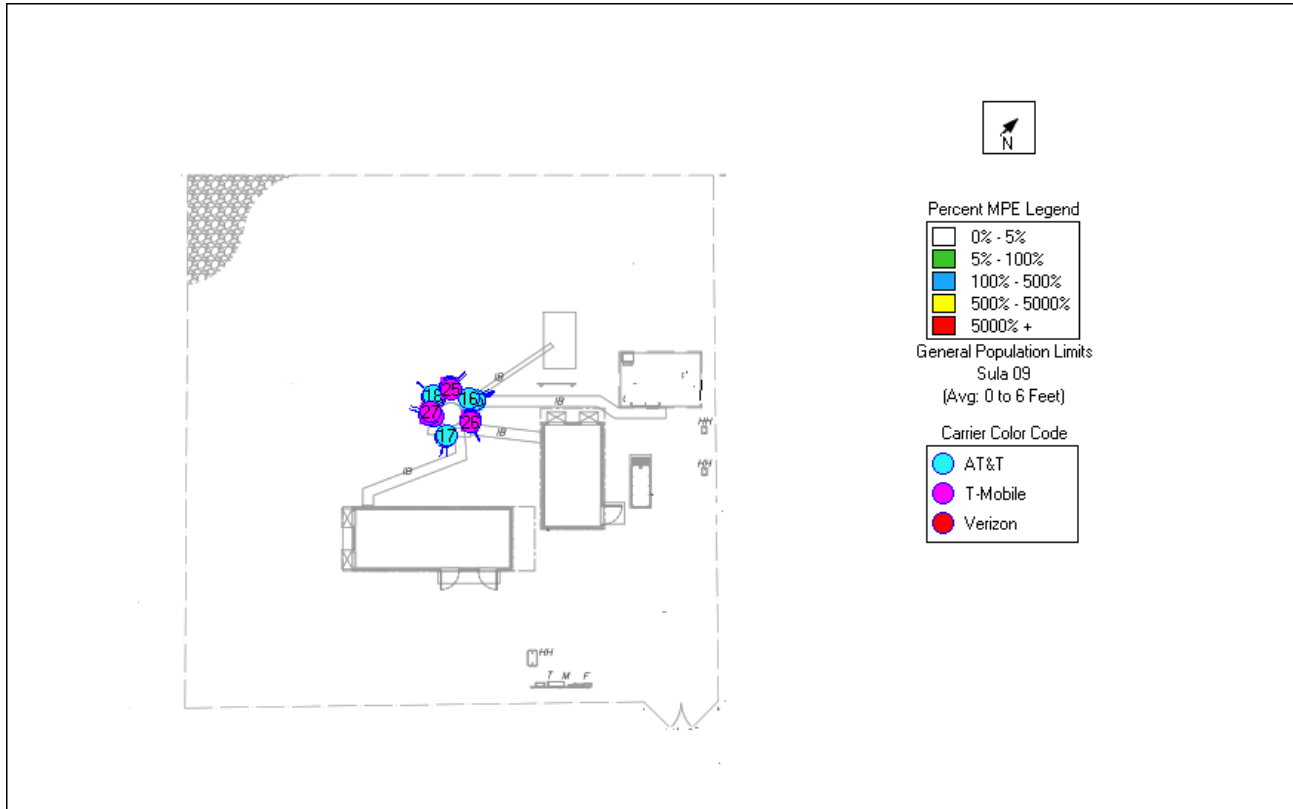 N
Percent MPE Legend
0% - 5%
5% - 100%
100% - 500%
500% - 5000%
5000% +
General Population Limits
Sula 09
(Avg: 0 to 6 Feet)
Carrier Color Code
AT&T
T-Mobile
Verizon
IB
25
18
16
27
IB
26
HH
17
IB
HH
IB
HH
T M F